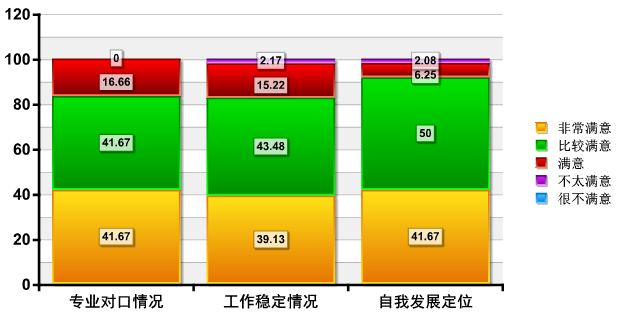 120
100
80
60
40
20
0
0
16.66
41.67
41.67
2.17
15.22
43.48
39.13
2.08
6.25
50
41.67
专业对口情况
工作稳定情况
自我发展定位
非常满意
比较满意
满意
不太满意
很不满意